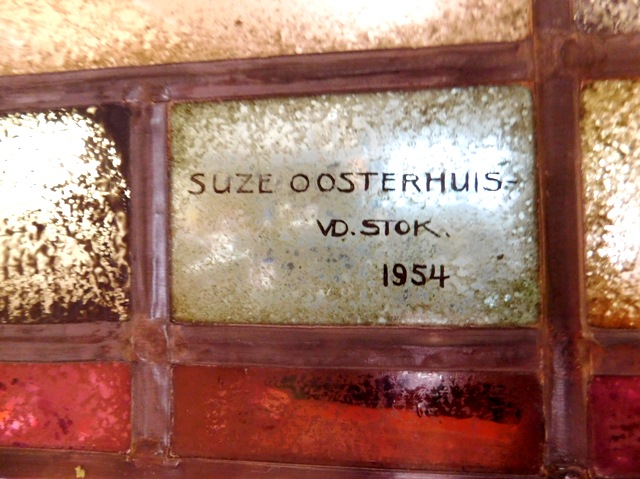 SUZE OOSTERHUIS-
VD. STOK.
1954